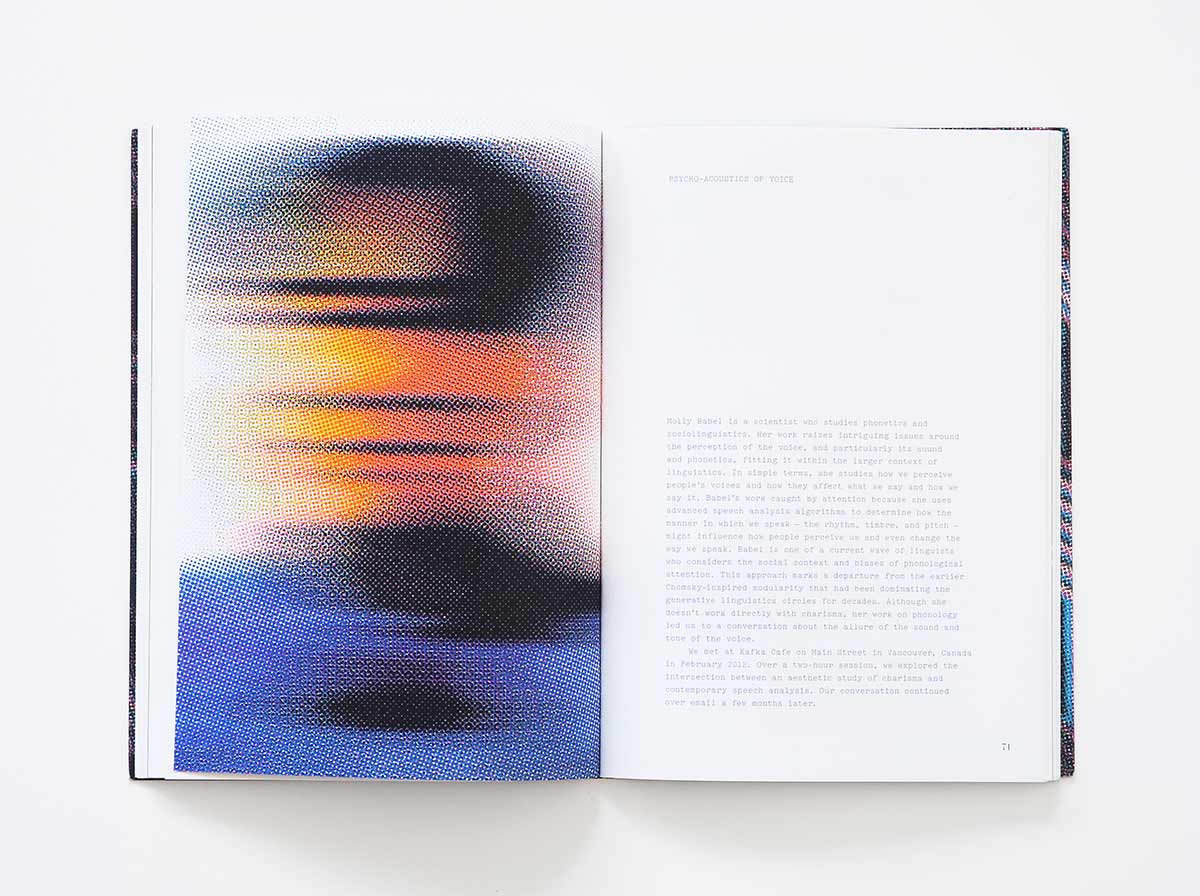 PSYCHO-ACOUSTICS OF VOICE
Molly Babel is a scientist who studies phonetics and
sociolinguistics. Her work raises intriguing issues around
the perception of the voice, and particularly its sound
and phonetics, fitting it within the larger context of
linguistics. In simple terms, she studies how we perceive
people's voices and how they affect what we say and how we
say it. Babel's work caught my attention because she uses
advanced speech analysis algorithms to determine how the
manner in which we speak – the rhythm, timbre, and pitch –
might influence how people perceive us and even change the
way we speak. Babel is one of a current wave of linguists
who considers the social context and biases of phonological
attention. This approach marks a departure from the earlier
Chomsky-inspired modularity that had been dominating the
generative linguistics circles for decades. Although she
doesn't work directly with charisma, her work on phonology
led us to a conversation about the allure of the sound and
tone of the voice.
We met at Kafka Cafe on Main Street in Vancouver, Canada
in February 2012. Over a two-hour session, we explored the
intersection between an aesthetic study of charisma and
contemporary speech analysis. Our conversation continued
over email a few months later.
71